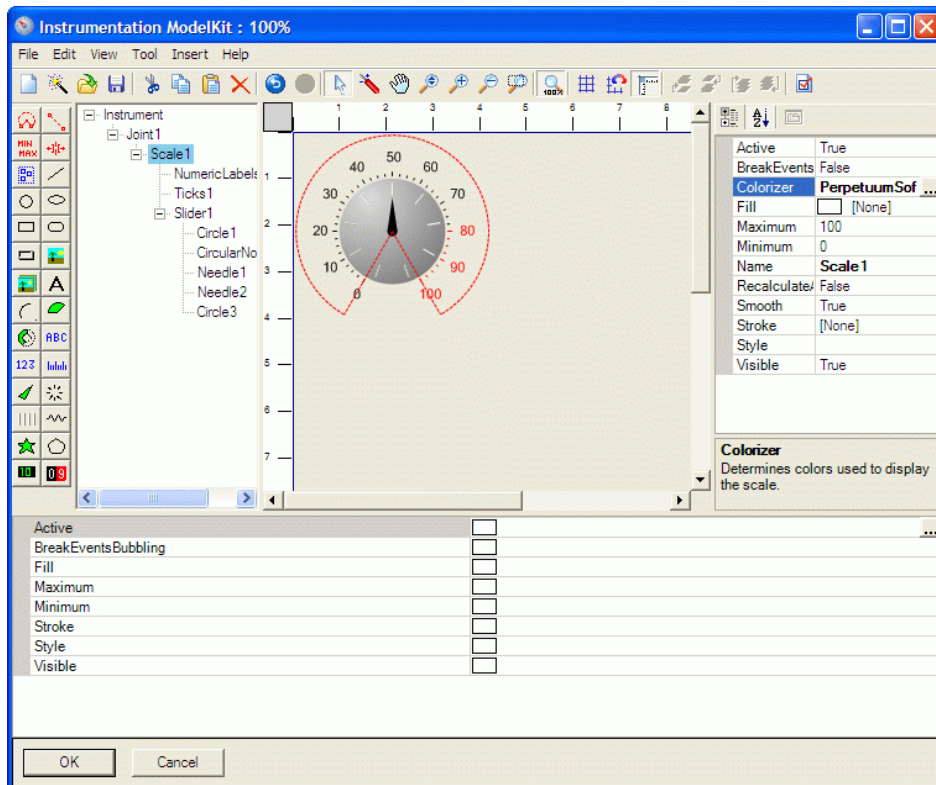 Instrumentation ModelKit : 100%
File Edit View Tool Insert Help
100%
MIN
MAX
A
ABC
123
10
09
Instrument
Joint1
Scale1
NumericLabels
Ticks1
Slider1
Circle1
CircularNo
Needle1
Needle2
Circle3
1 2 3 4 5 6 7 8
1
2
3
4
5
6
7
0 10 20 30 40 50 60 70 80 90 100
A
Z
Active True
BreakEvents False
Colorizer PerpetuumSof ...
Fill [None]
Maximum 100
Minimum 0
Name Scale1
Recalculate False
Smooth True
Stroke [None]
Style
Visible True
Colorizer
Determines colors used to display
the scale.
Active ...
BreakEventsBubbling
Fill
Maximum
Minimum
Stroke
Style
Visible
OK Cancel